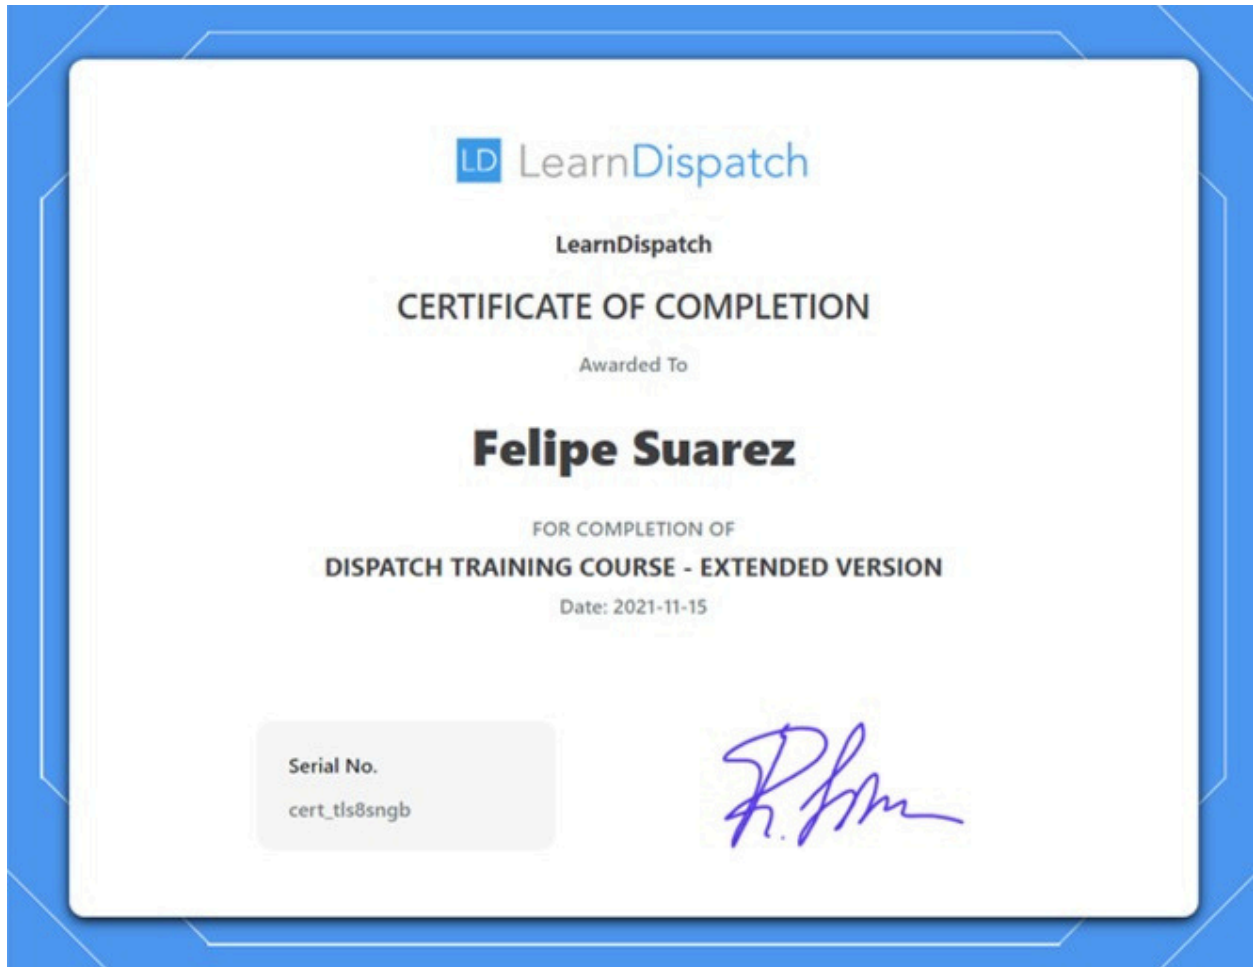 LD LearnDispatch
LearnDispatch
CERTIFICATE OF COMPLETION
Awarded To
Felipe Suarez
FOR COMPLETION OF
DISPATCH TRAINING COURSE - EXTENDED VERSION
Date: 2021-11-15
Serial No.
cert_tls8sngb